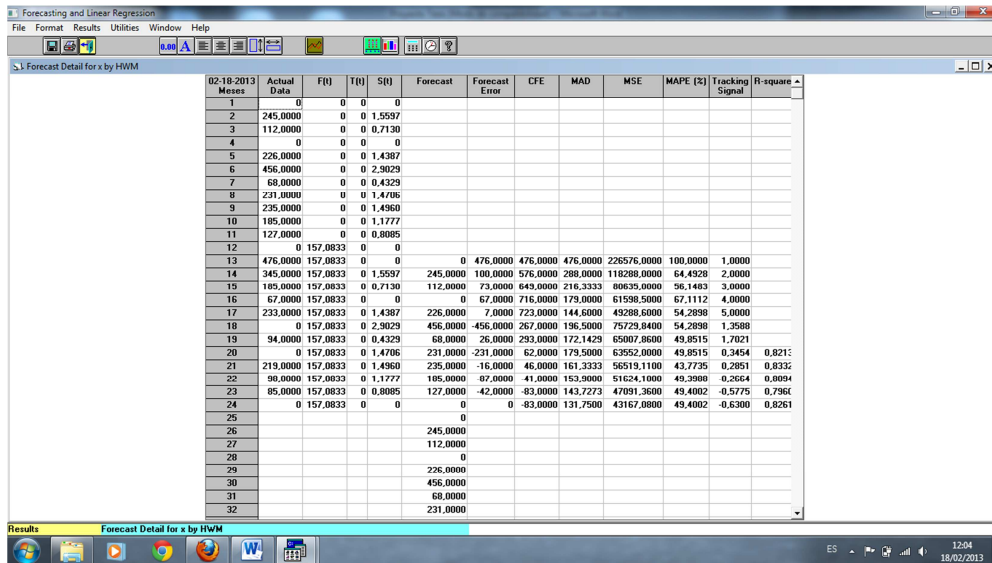 Forecasting and Linear Regression
File Format Results Utilities Window Help
0.00 A
Forecast Detail for x by HWM
02-18-2013 Meses Actual Data F(t) T(t) S(t) Forecast Forecast Error CFE MAD MSE MAPE (%) Tracking Signal R-square
1 0 0 0 0
2 245,0000 0 0 1,5597
3 112,0000 0 0 0,7130
4 0 0 0 0
5 226,0000 0 0 1,4387
6 456,0000 0 0 2,9029
7 68,0000 0 0 0,4329
8 231,0000 0 0 1,4706
9 235,0000 0 0 1,4960
10 185,0000 0 0 1,1777
11 127,0000 0 0 0,8085
12 0 157,0833 0 0
13 476,0000 157,0833 0 0 0 476,0000 476,0000 476,0000 226576,0000 100,0000 1,0000
14 345,0000 157,0833 0 1,5597 245,0000 100,0000 576,0000 288,0000 118288,0000 64,4928 2,0000
15 185,0000 157,0833 0 0,7130 112,0000 73,0000 649,0000 216,3333 80635,0000 56,1483 3,0000
16 67,0000 157,0833 0 0 0 67,0000 716,0000 179,0000 61598,5000 67,1112 4,0000
17 233,0000 157,0833 0 1,4387 226,0000 7,0000 723,0000 144,6000 49288,6000 54,2898 5,0000
18 0 157,0833 0 2,9029 456,0000 -456,0000 267,0000 196,5000 75729,8400 54,2898 1,3588
19 94,0000 157,0833 0 0,4329 68,0000 26,0000 293,0000 172,1429 65007,8600 49,8515 1,7021
20 0 157,0833 0 1,4706 231,0000 -231,0000 62,0000 179,5000 63552,0000 49,8515 0,3454 0,8213
21 219,0000 157,0833 0 1,4960 235,0000 -16,0000 46,0000 161,3333 56519,1100 43,7735 0,2851 0,8332
22 98,0000 157,0833 0 1,1777 185,0000 -87,0000 -41,0000 153,9000 51624,1000 49,3988 -0,2664 0,8094
23 85,0000 157,0833 0 0,8085 127,0000 -42,0000 -83,0000 143,7273 47091,3600 49,4002 -0,5775 0,7960
24 0 157,0833 0 0 0 0 -83,0000 131,7500 43167,0800 49,4002 -0,6300 0,8261
25 0
26 245,0000
27 112,0000
28 0
29 226,0000
30 456,0000
31 68,0000
32 231,0000
Results Forecast Detail for x by HWM
ES 12:04
18/02/2013